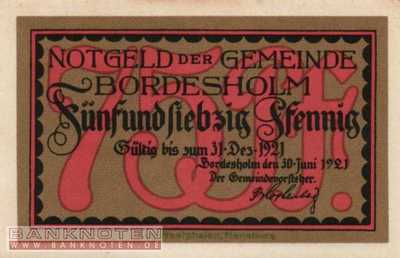 NOTGELD DER GEMEINDE
BORDESHOLM
75 Pf.
Fünfundsiebzig Pfennig
Gültig bis zum 31-Dez-1921
Bordesholm den 30-Juni 1921
Der Gemeindevorsteher.
BANKNOTEN
WWW.BANKNOTEN.DE
Flensburg